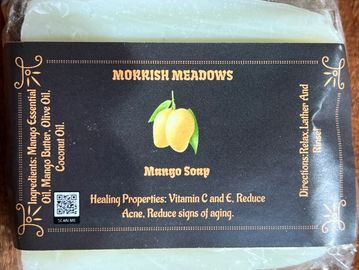 MORRISH MEADOWS
Ingredients: Mango Essential
Oil, Mango Butter, Olive Oil,
Coconut Oil.
Mango Soap
Directions:Relax,Lather And
Rinse!
Healing Properties: Vitamin C and E, Reduce
Acne, Reduce signs of aging.
SCAN ME